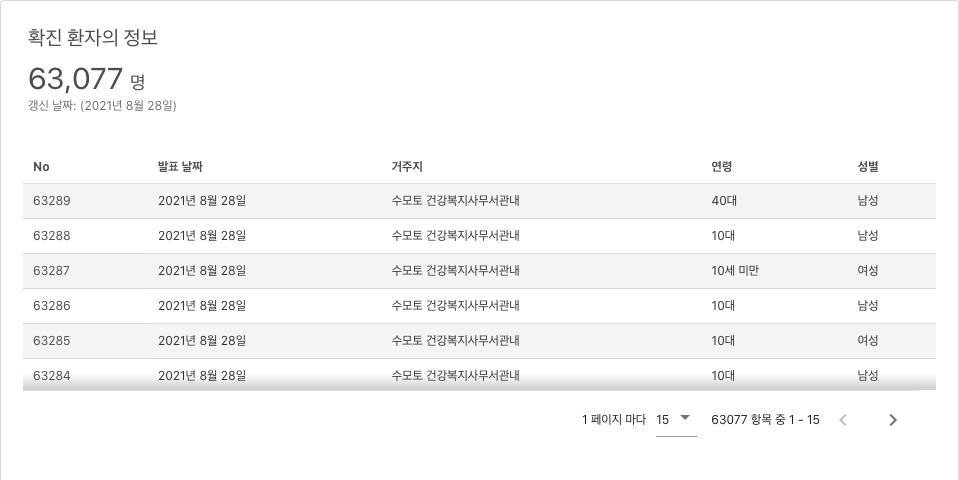 확진 환자의 정보
63,077 명
갱신 날짜: (2021년 8월 28일)
No 발표 날짜 거주지 연령 성별
63289 2021년 8월 28일 수모토 건강복지사무서관내 40대 남성
63288 2021년 8월 28일 수모토 건강복지사무서관내 10대 남성
63287 2021년 8월 28일 수모토 건강복지사무서관내 10세 미만 여성
63286 2021년 8월 28일 수모토 건강복지사무서관내 10대 남성
63285 2021년 8월 28일 수모토 건강복지사무서관내 10대 여성
63284 2021년 8월 28일 수모토 건강복지사무서관내 10대 남성
1 페이지 마다 15 63077 항목 중 1 - 15